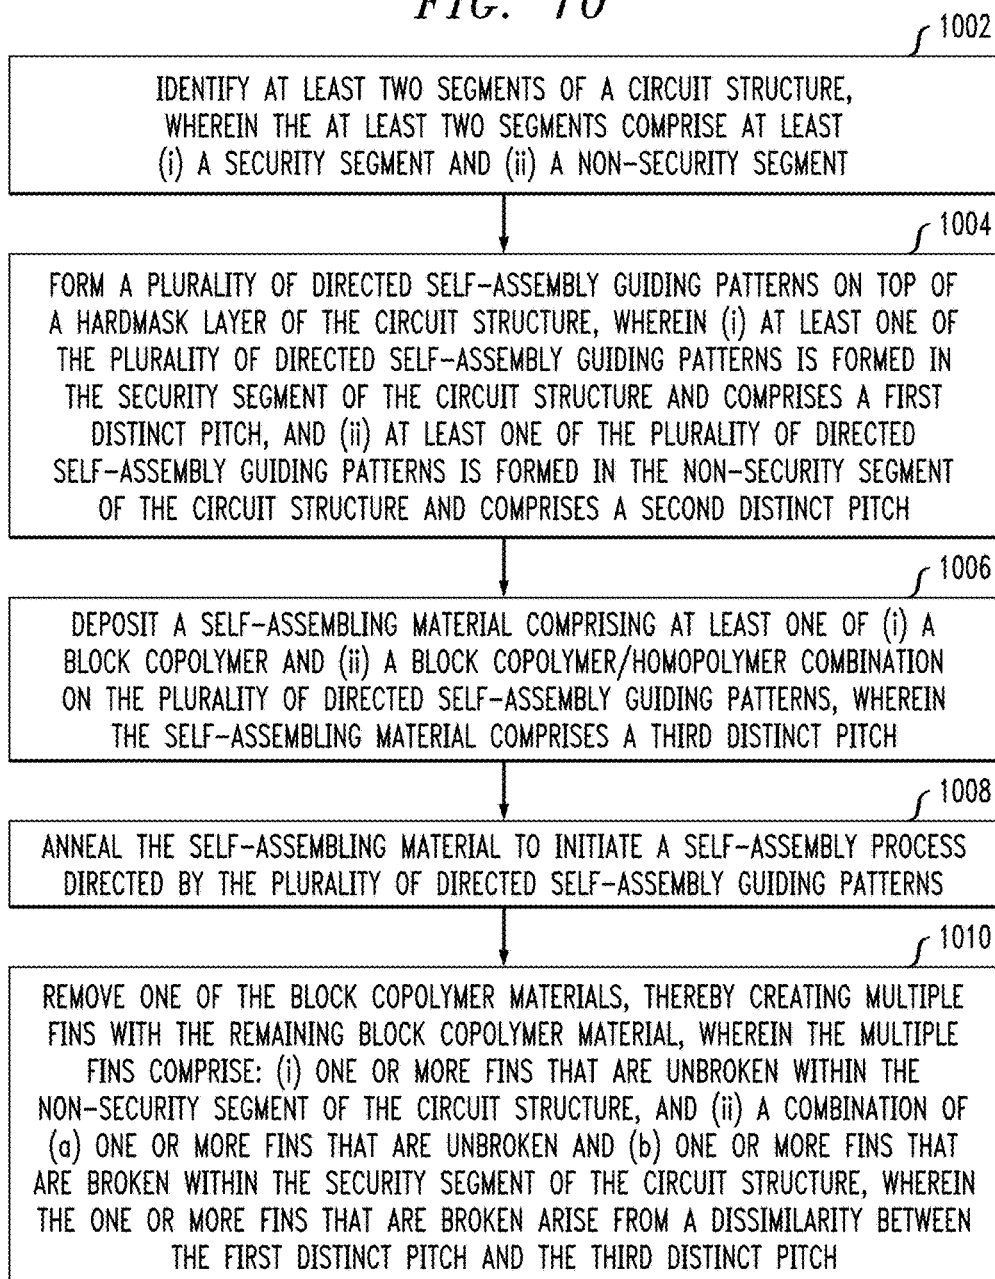 FIG. 10
1002
IDENTIFY AT LEAST TWO SEGMENTS OF A CIRCUIT STRUCTURE,
WHEREIN THE AT LEAST TWO SEGMENTS COMPRISE AT LEAST
(i) A SECURITY SEGMENT AND (ii) A NON-SECURITY SEGMENT
1004
FORM A PLURALITY OF DIRECTED SELF-ASSEMBLY GUIDING PATTERNS ON TOP OF
A HARDMASK LAYER OF THE CIRCUIT STRUCTURE, WHEREIN (i) AT LEAST ONE OF
THE PLURALITY OF DIRECTED SELF-ASSEMBLY GUIDING PATTERNS IS FORMED IN
THE SECURITY SEGMENT OF THE CIRCUIT STRUCTURE AND COMPRISES A FIRST
DISTINCT PITCH, AND (ii) AT LEAST ONE OF THE PLURALITY OF DIRECTED
SELF-ASSEMBLY GUIDING PATTERNS IS FORMED IN THE NON-SECURITY SEGMENT
OF THE CIRCUIT STRUCTURE AND COMPRISES A SECOND DISTINCT PITCH
1006
DEPOSIT A SELF-ASSEMBLING MATERIAL COMPRISING AT LEAST ONE OF (i) A
BLOCK COPOLYMER AND (ii) A BLOCK COPOLYMER/HOMOPOLYMER COMBINATION
ON THE PLURALITY OF DIRECTED SELF-ASSEMBLY GUIDING PATTERNS, WHEREIN
THE SELF-ASSEMBLING MATERIAL COMPRISES A THIRD DISTINCT PITCH
1008
ANNEAL THE SELF-ASSEMBLING MATERIAL TO INITIATE A SELF-ASSEMBLY PROCESS
DIRECTED BY THE PLURALITY OF DIRECTED SELF-ASSEMBLY GUIDING PATTERNS
1010
REMOVE ONE OF THE BLOCK COPOLYMER MATERIALS, THEREBY CREATING MULTIPLE
FINS WITH THE REMAINING BLOCK COPOLYMER MATERIAL, WHEREIN THE MULTIPLE
FINS COMPRISE: (i) ONE OR MORE FINS THAT ARE UNBROKEN WITHIN THE
NON-SECURITY SEGMENT OF THE CIRCUIT STRUCTURE, AND (ii) A COMBINATION OF
(a) ONE OR MORE FINS THAT ARE UNBROKEN AND (b) ONE OR MORE FINS THAT
ARE BROKEN WITHIN THE SECURITY SEGMENT OF THE CIRCUIT STRUCTURE, WHEREIN
THE ONE OR MORE FINS THAT ARE BROKEN ARISE FROM A DISSIMILARITY BETWEEN
THE FIRST DISTINCT PITCH AND THE THIRD DISTINCT PITCH